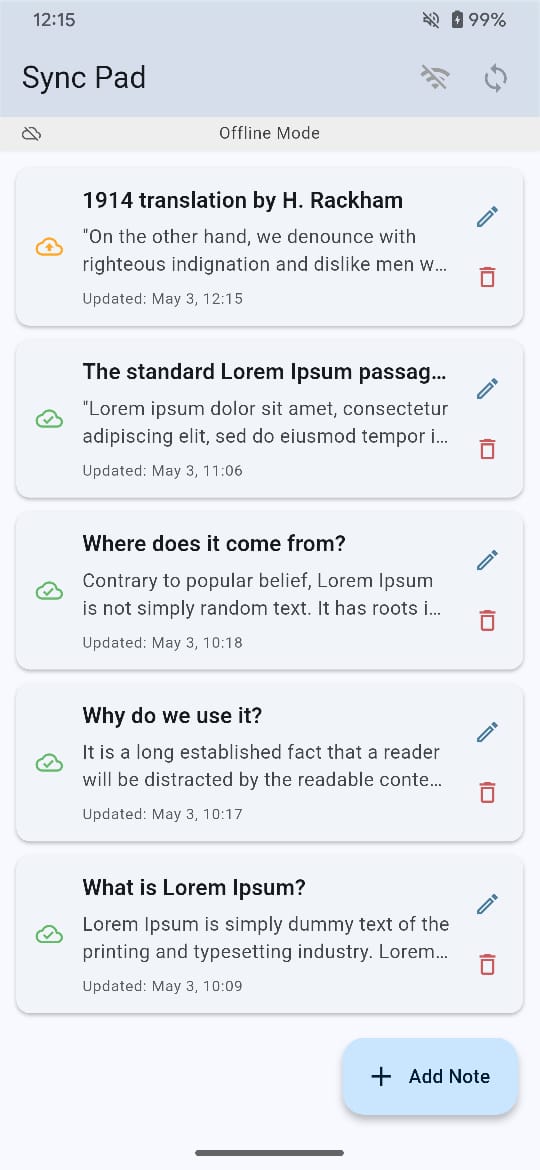 12:15
99%
Sync Pad
Offline Mode
1914 translation by H. Rackham
"On the other hand, we denounce with
righteous indignation and dislike men w…
Updated: May 3, 12:15
The standard Lorem Ipsum passag…
"Lorem ipsum dolor sit amet, consectetur
adipiscing elit, sed do eiusmod tempor i…
Updated: May 3, 11:06
Where does it come from?
Contrary to popular belief, Lorem Ipsum
is not simply random text. It has roots i…
Updated: May 3, 10:18
Why do we use it?
It is a long established fact that a reader
will be distracted by the readable conte…
Updated: May 3, 10:17
What is Lorem Ipsum?
Lorem Ipsum is simply dummy text of the
printing and typesetting industry. Lorem…
Updated: May 3, 10:09
Add Note